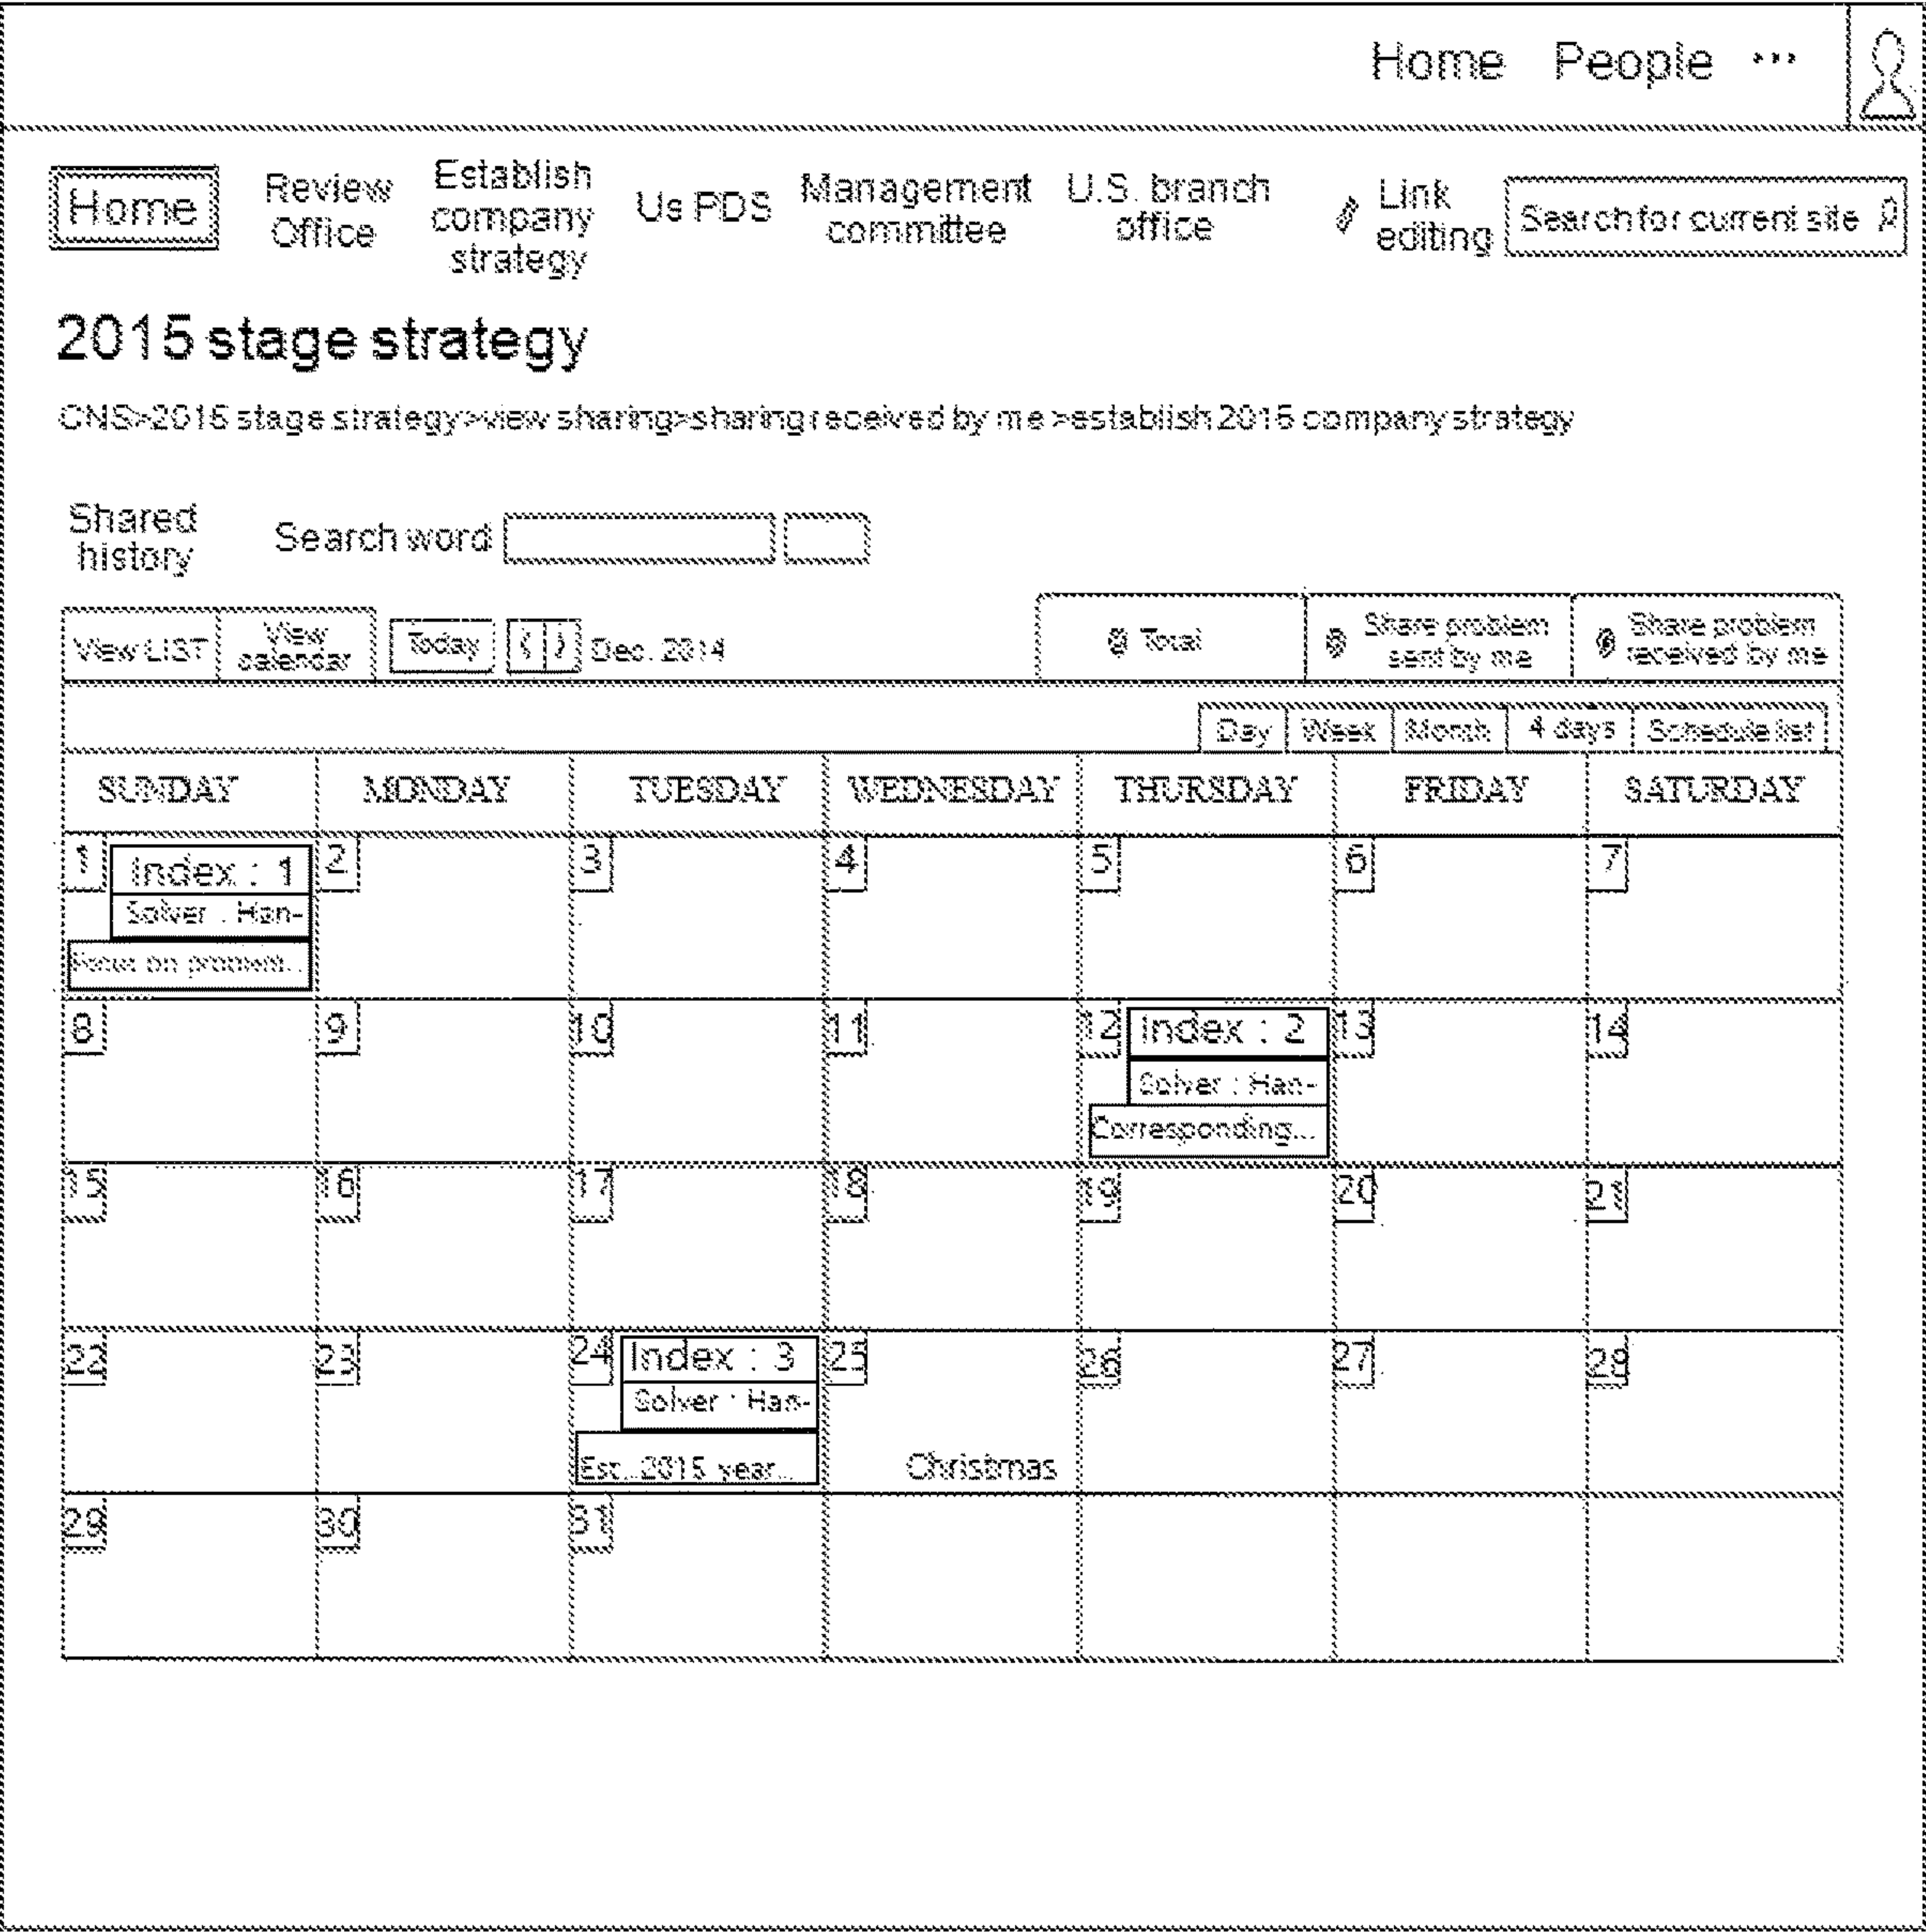 Home People ...
Home
Review
Office
Establish
company
strategy
Us PDS
Management
committee
U.S. branch
office
Link
editing
Search for current site
2015 stage strategy
CNS>2015 stage strategy>view sharing>sharing received by me >establish 2015 company strategy
Shared
history
Search word
View LIST
View
calendar
Today
< >
Dec. 2014
Total
Share problem
sent by me
Share problem
received by me
Day Week Month 4 days Schedule list
SUNDAY MONDAY TUESDAY WEDNESDAY THURSDAY FRIDAY SATURDAY
1 2 3 4 5 6 7
Index : 1
Solver : Han-
Focus on problem...
8 9 10 11 12 13 14
Index : 2
Solver : Han-
Corresponding...
15 16 17 18 19 20 21
22 23 24 25 26 27 28
Index : 3
Solver : Han-
Est. 2015 year...
Christmas
29 30 31